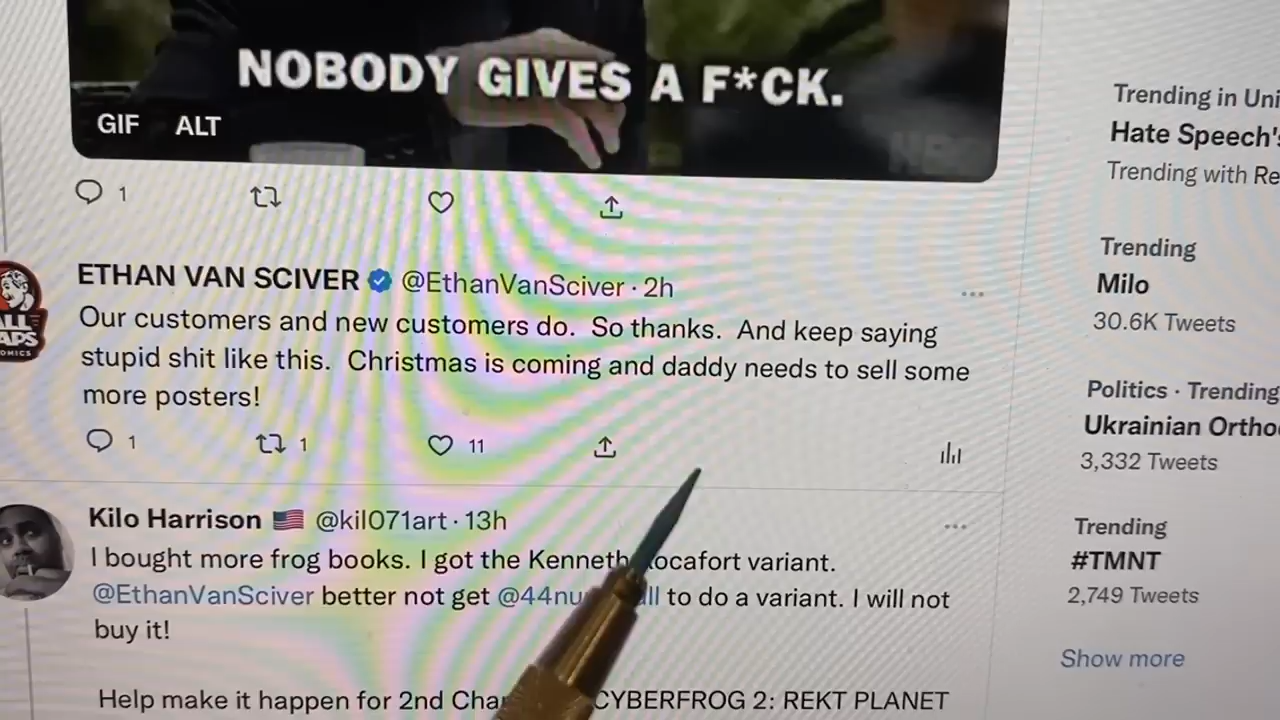 NOBODY GIVES A F*CK.
GIF ALT
1
ETHAN VAN SCIVER @EthanVanSciver · 2h
Our customers and new customers do. So thanks. And keep saying
stupid shit like this. Christmas is coming and daddy needs to sell some
more posters!
1 1 11
Kilo Harrison @kil071art · 13h
I bought more frog books. I got the Kenneth variant.
@EthanVanSciver better not get to do a variant. I will not
buy it!
Help make it happen for 2nd CYBERFROG 2: REKT PLANET
Trending in
Hate Speech's
Trending with
Trending
Milo
30.6K Tweets
Politics · Trending
Ukrainian
3,332 Tweets
Trending
#TMNT
2,749 Tweets
Show more